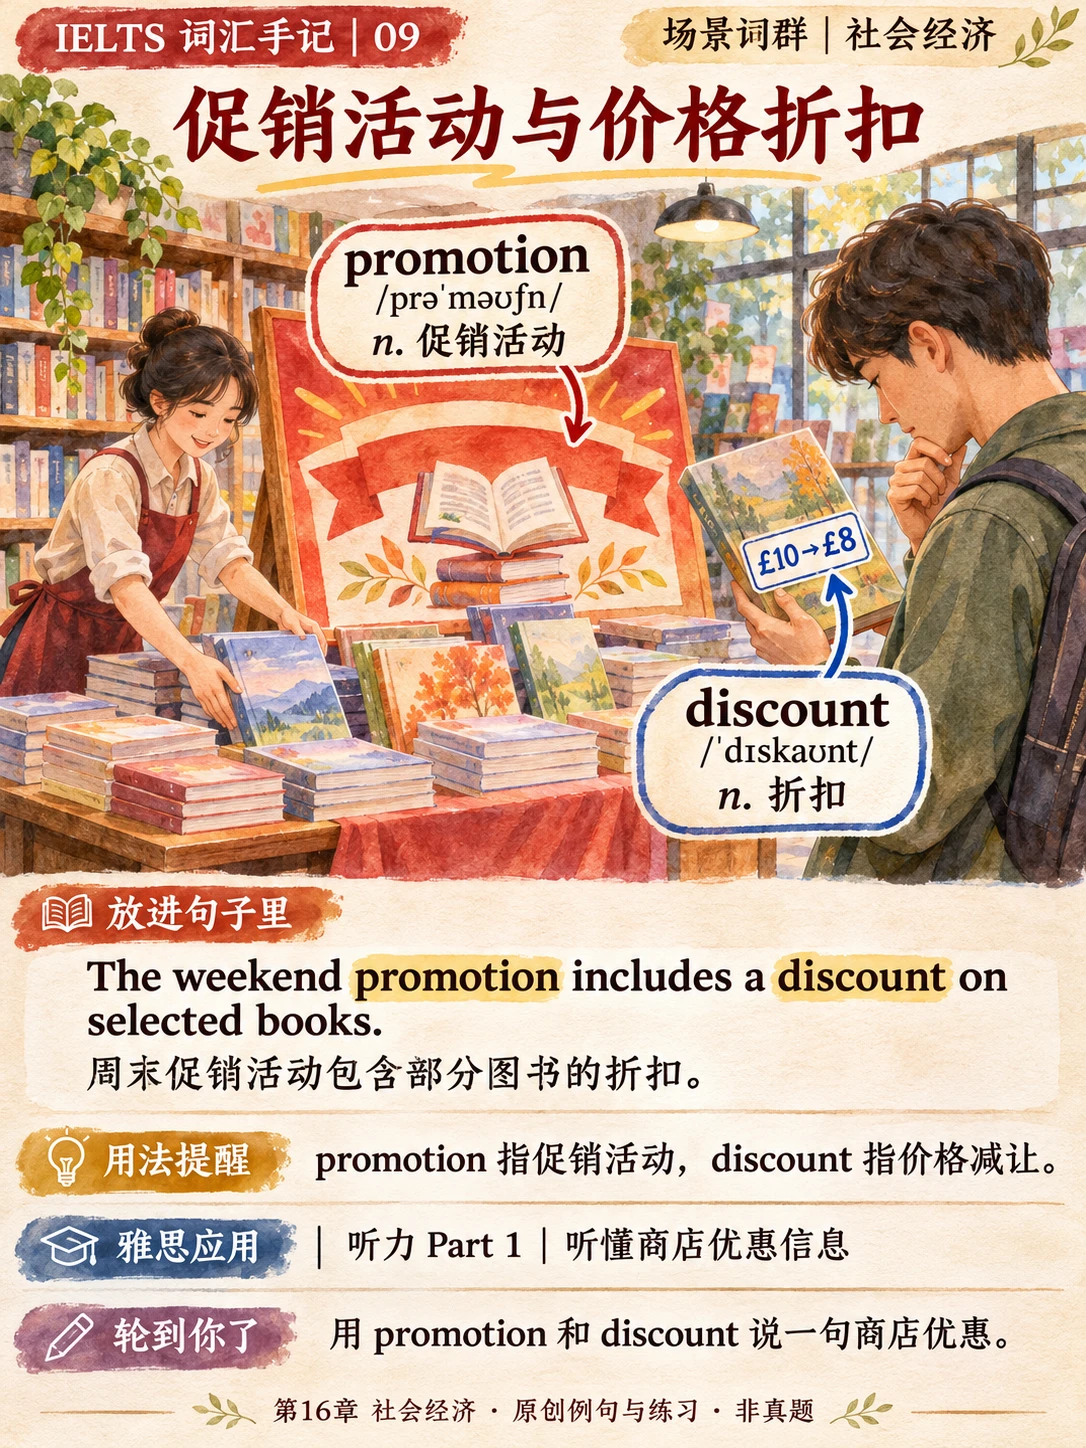 IELTS 词汇手记 | 09
场景词群 | 社会经济
促销活动与价格折扣
promotion
/prəˈməʊʃn/
n. 促销活动
£10→£8
discount
/ˈdɪskaʊnt/
n. 折扣
放进句子里
The weekend promotion includes a discount on
selected books.
周末促销活动包含部分图书的折扣。
用法提醒
promotion 指促销活动，discount 指价格减让。
雅思应用
| 听力 Part 1 | 听懂商店优惠信息
轮到你了
用 promotion 和 discount 说一句商店优惠。
第16章 社会经济 · 原创例句与练习 · 非真题